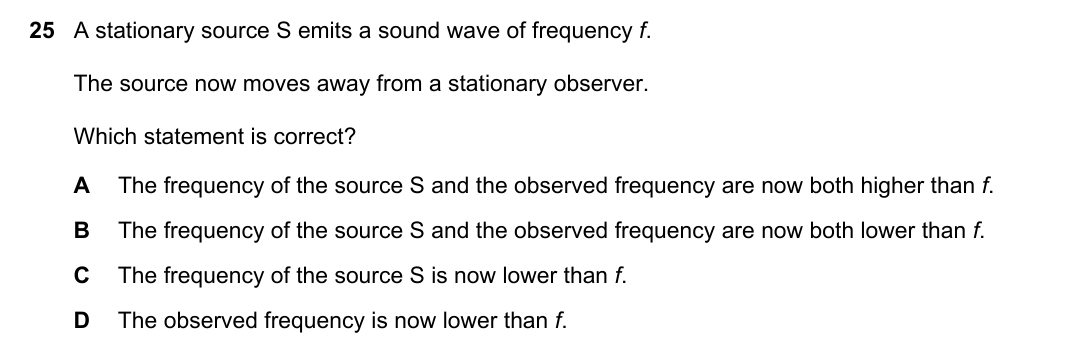 25 A stationary source S emits a sound wave of frequency f.
The source now moves away from a stationary observer.
Which statement is correct?
A The frequency of the source S and the observed frequency are now both higher than f.
B The frequency of the source S and the observed frequency are now both lower than f.
C The frequency of the source S is now lower than f.
D The observed frequency is now lower than f.